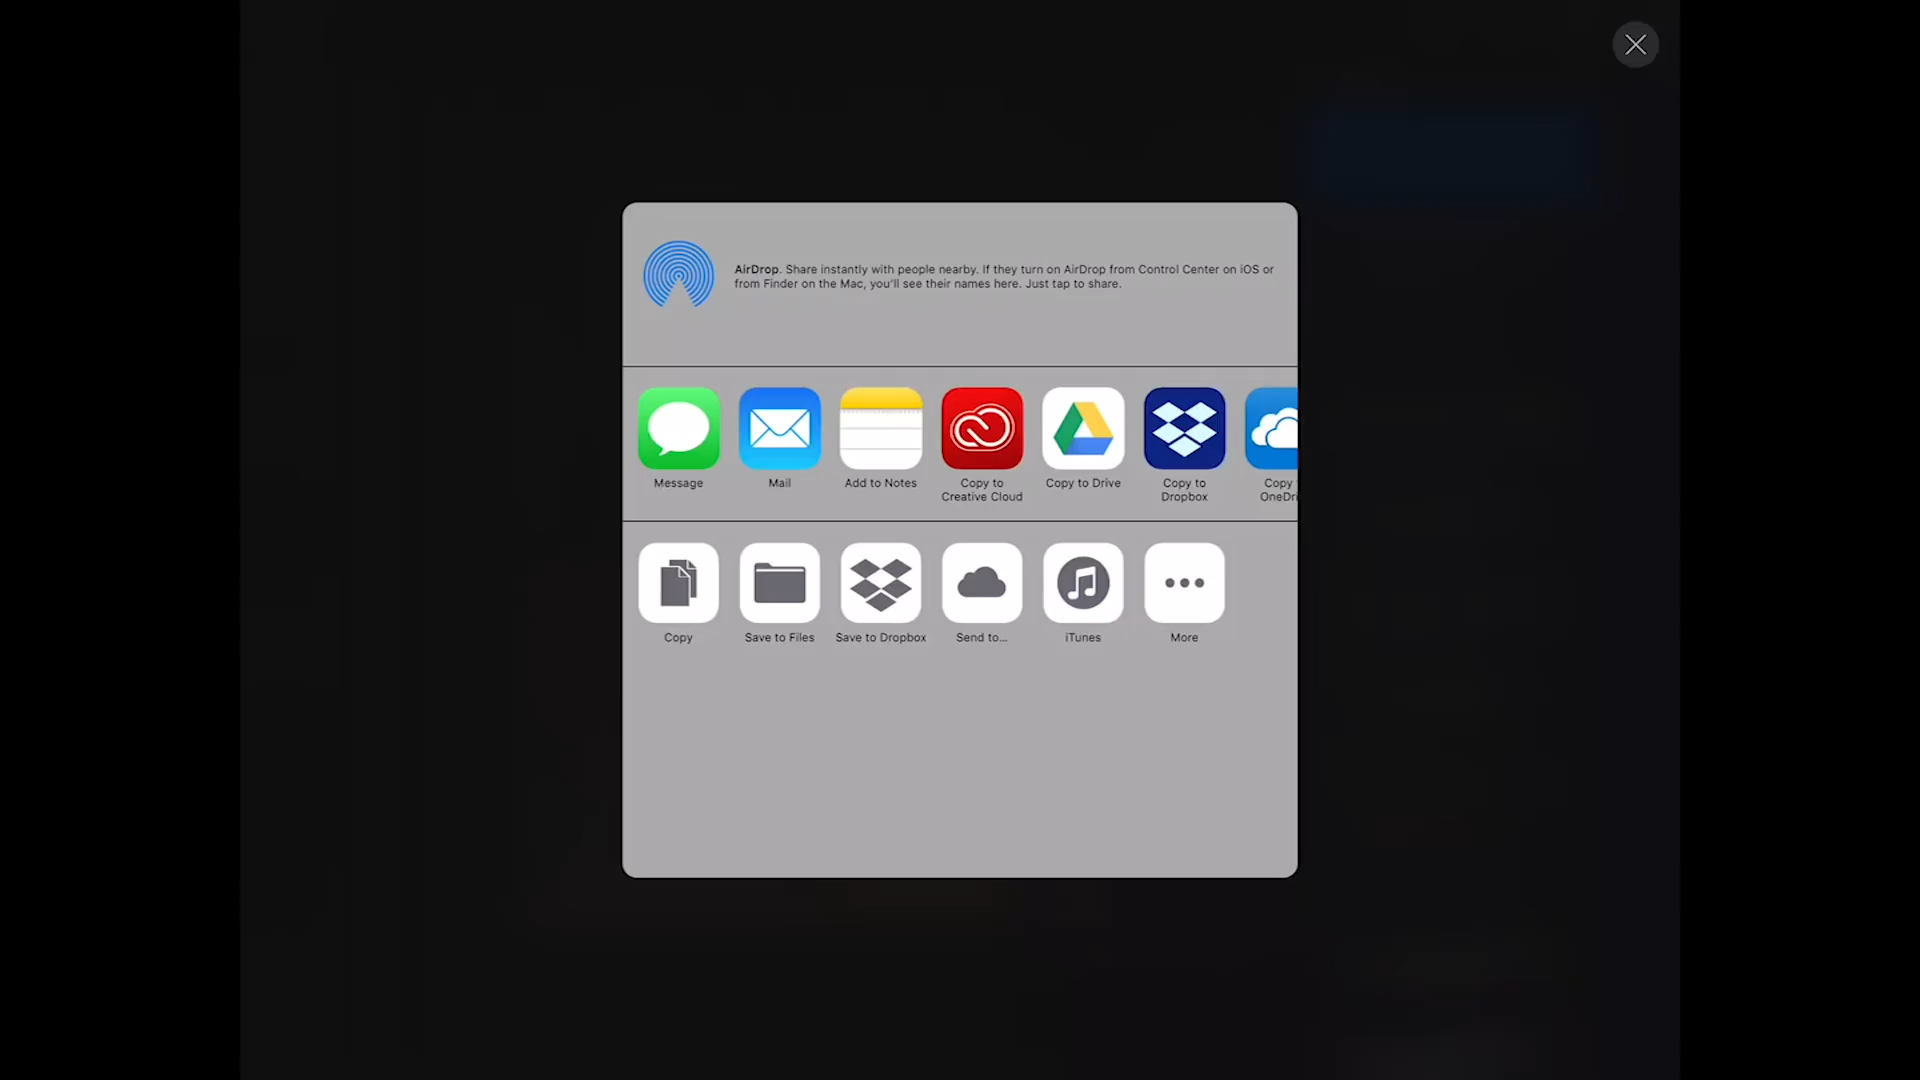 AirDrop. Share instantly with people nearby. If they turn on AirDrop from Control Center on iOS or
from Finder on the Mac, you'll see their names here. Just tap to share.
Message
Mail
Add to Notes
Copy to
Creative Cloud
Copy to Drive
Copy to
Dropbox
Copy
OneDri
Copy
Save to Files
Save to Dropbox
Send to...
iTunes
More